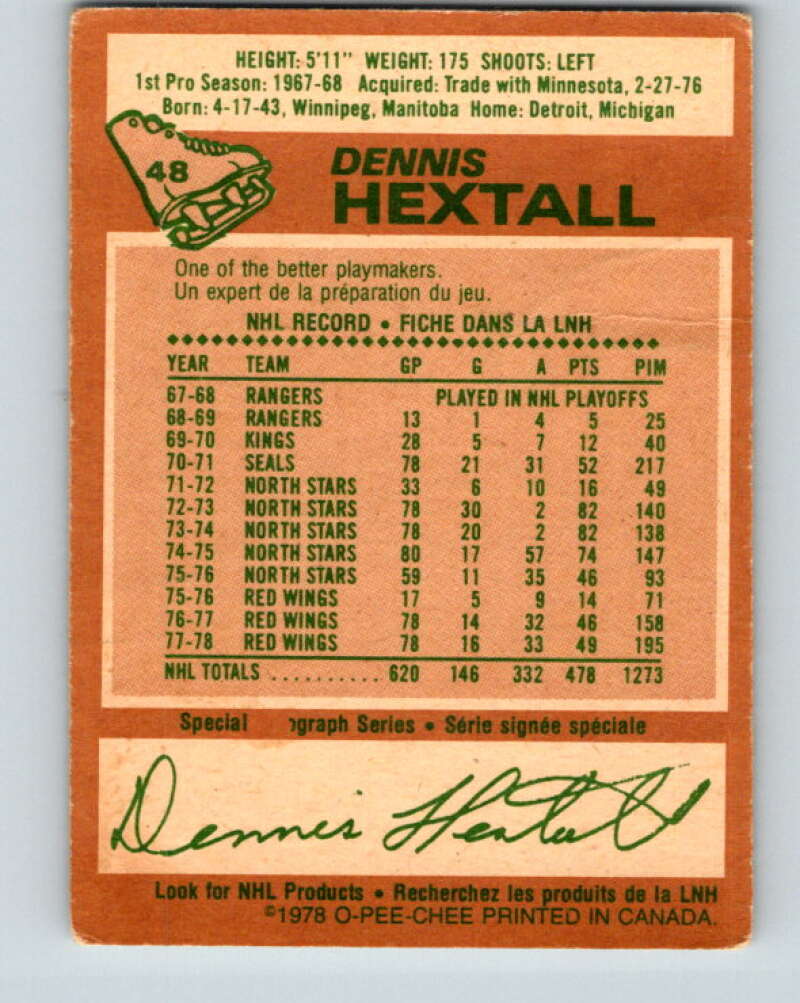 HEIGHT: 5'11" WEIGHT: 175 SHOOTS: LEFT
1st Pro Season: 1967-68 Acquired: Trade with Minnesota, 2-27-76
Born: 4-17-43, Winnipeg, Manitoba Home: Detroit, Michigan
48
DENNIS
HEXTALL
One of the better playmakers.
Un expert de la préparation du jeu.
NHL RECORD • FICHE DANS LA LNH
YEAR TEAM GP G A PTS PIM
67-68 RANGERS PLAYED IN NHL PLAYOFFS
68-69 RANGERS 13 1 4 5 25
69-70 KINGS 28 5 7 12 40
70-71 SEALS 78 21 31 52 217
71-72 NORTH STARS 33 6 10 16 49
72-73 NORTH STARS 78 30 2 82 140
73-74 NORTH STARS 78 20 2 82 138
74-75 NORTH STARS 80 17 57 74 147
75-76 NORTH STARS 59 11 35 46 93
75-76 RED WINGS 17 5 9 14 71
76-77 RED WINGS 78 14 32 46 158
77-78 RED WINGS 78 16 33 49 195
NHL TOTALS .......... 620 146 332 478 1273
Special ograph Series • Série signée spéciale
Dennis Hextall
Look for NHL Products • Recherchez les produits de la LNH
©1978 O-PEE-CHEE PRINTED IN CANADA.